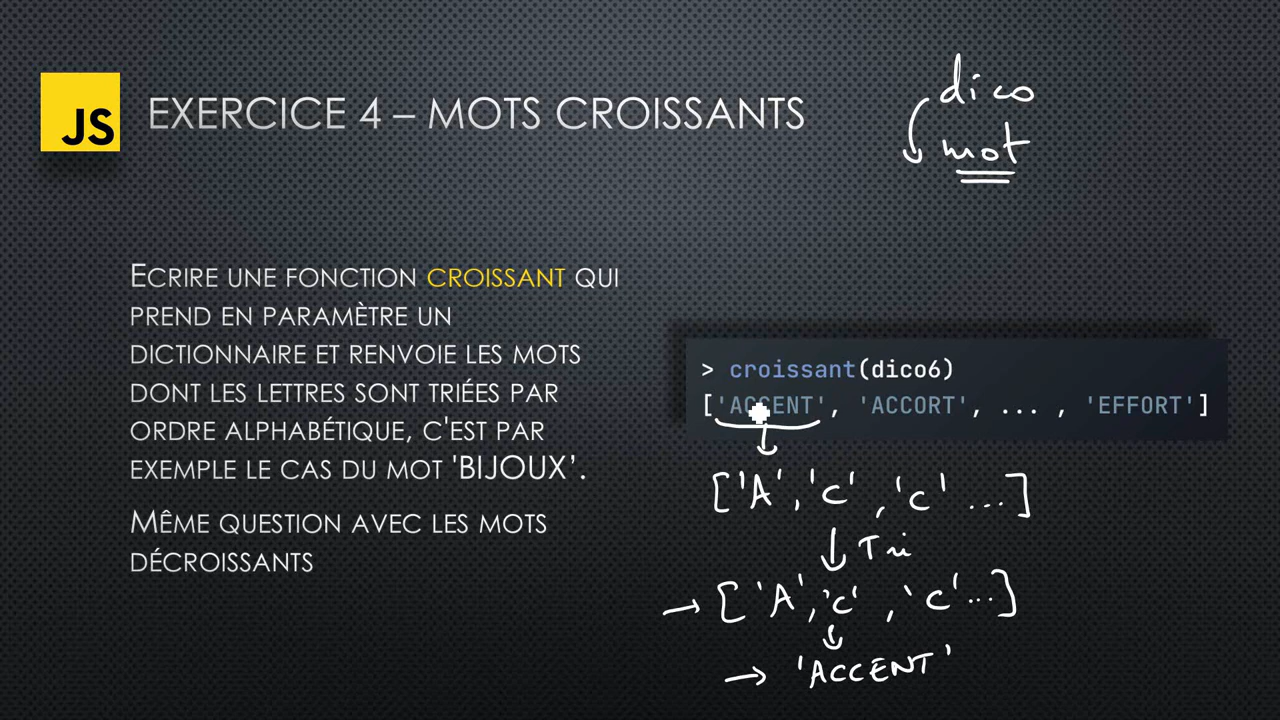 JS
EXERCICE 4 – MOTS CROISSANTS
dico
mot
ECRIRE UNE FONCTION CROISSANT QUI
PREND EN PARAMÈTRE UN
DICTIONNAIRE ET RENVOIE LES MOTS
DONT LES LETTRES SONT TRIÉES PAR
ORDRE ALPHABÉTIQUE, C'EST PAR
EXEMPLE LE CAS DU MOT 'BIJOUX’.
MÊME QUESTION AVEC LES MOTS
DÉCROISSANTS
> croissant(dico6)
['ACCENT', 'ACCORT', ... , 'EFFORT']
['A','c','c' ...]
↓ Tri
→ ['A','c','c'...]
→ 'ACCENT'